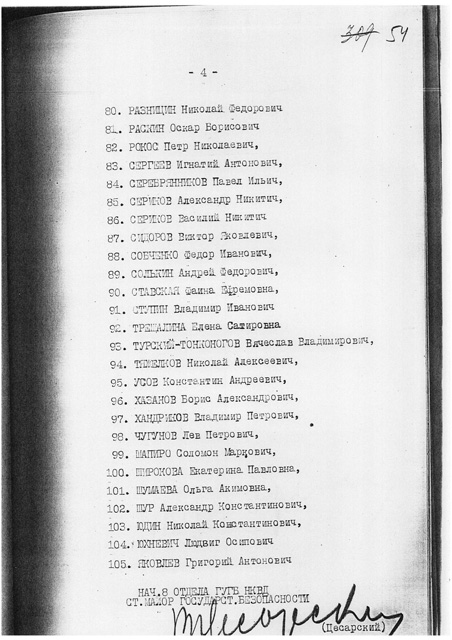 309 54
- 4 -
80. РАЗНИЦИН Николай Федорович
81. РАСКИН Оскар Борисович
82. РОКОС Петр Николаевич,
83. СЕРГЕЕВ Игнатий Антонович,
84. СЕРЕБРЯННИКОВ Павел Ильич,
85. СЕРИКОВ Александр Никитич,
86. СЕРИКОВ Василий Никитич
87. СИДОРОВ Виктор Яковлевич,
88. СОБЧЕНКО Федор Иванович,
89. СОЛЬКИН Андрей Федорович,
90. СТАВСКАЯ Фаина Ефремовна,
91. СТУПИН Владимир Иванович
92. ТРЕЩАЛИНА Елена Сатировна
93. ТУРСКИЙ-ТОНКОНОГОВ Вячеслав Владимирович,
94. ТЯЖЕЛКОВ Николай Алексеевич,
95. УСОВ Константин Андреевич,
96. ХАЗАНОВ Борис Александрович,
97. ХАНДРИКОВ Владимир Петрович,
98. ЧУГУНОВ Лев Петрович,
99. ШАПИРО Соломон Маркович,
100. ШИРОКОВА Екатерина Павловна,
101. ШУМАЕВА Ольга Акимовна,
102. ШУР Александр Константинович,
103. ЮДИН Николай Константинович,
104. ЮХНЕВИЧ Людвиг Осипович
105. ЯКОВЛЕВ Григорий Антонович
НАЧ.8 ОТДЕЛА ГУГБ НКВД
СТ.МАЙОР ГОСУДАРСТ.БЕЗОПАСНОСТИ
(Цесарский)